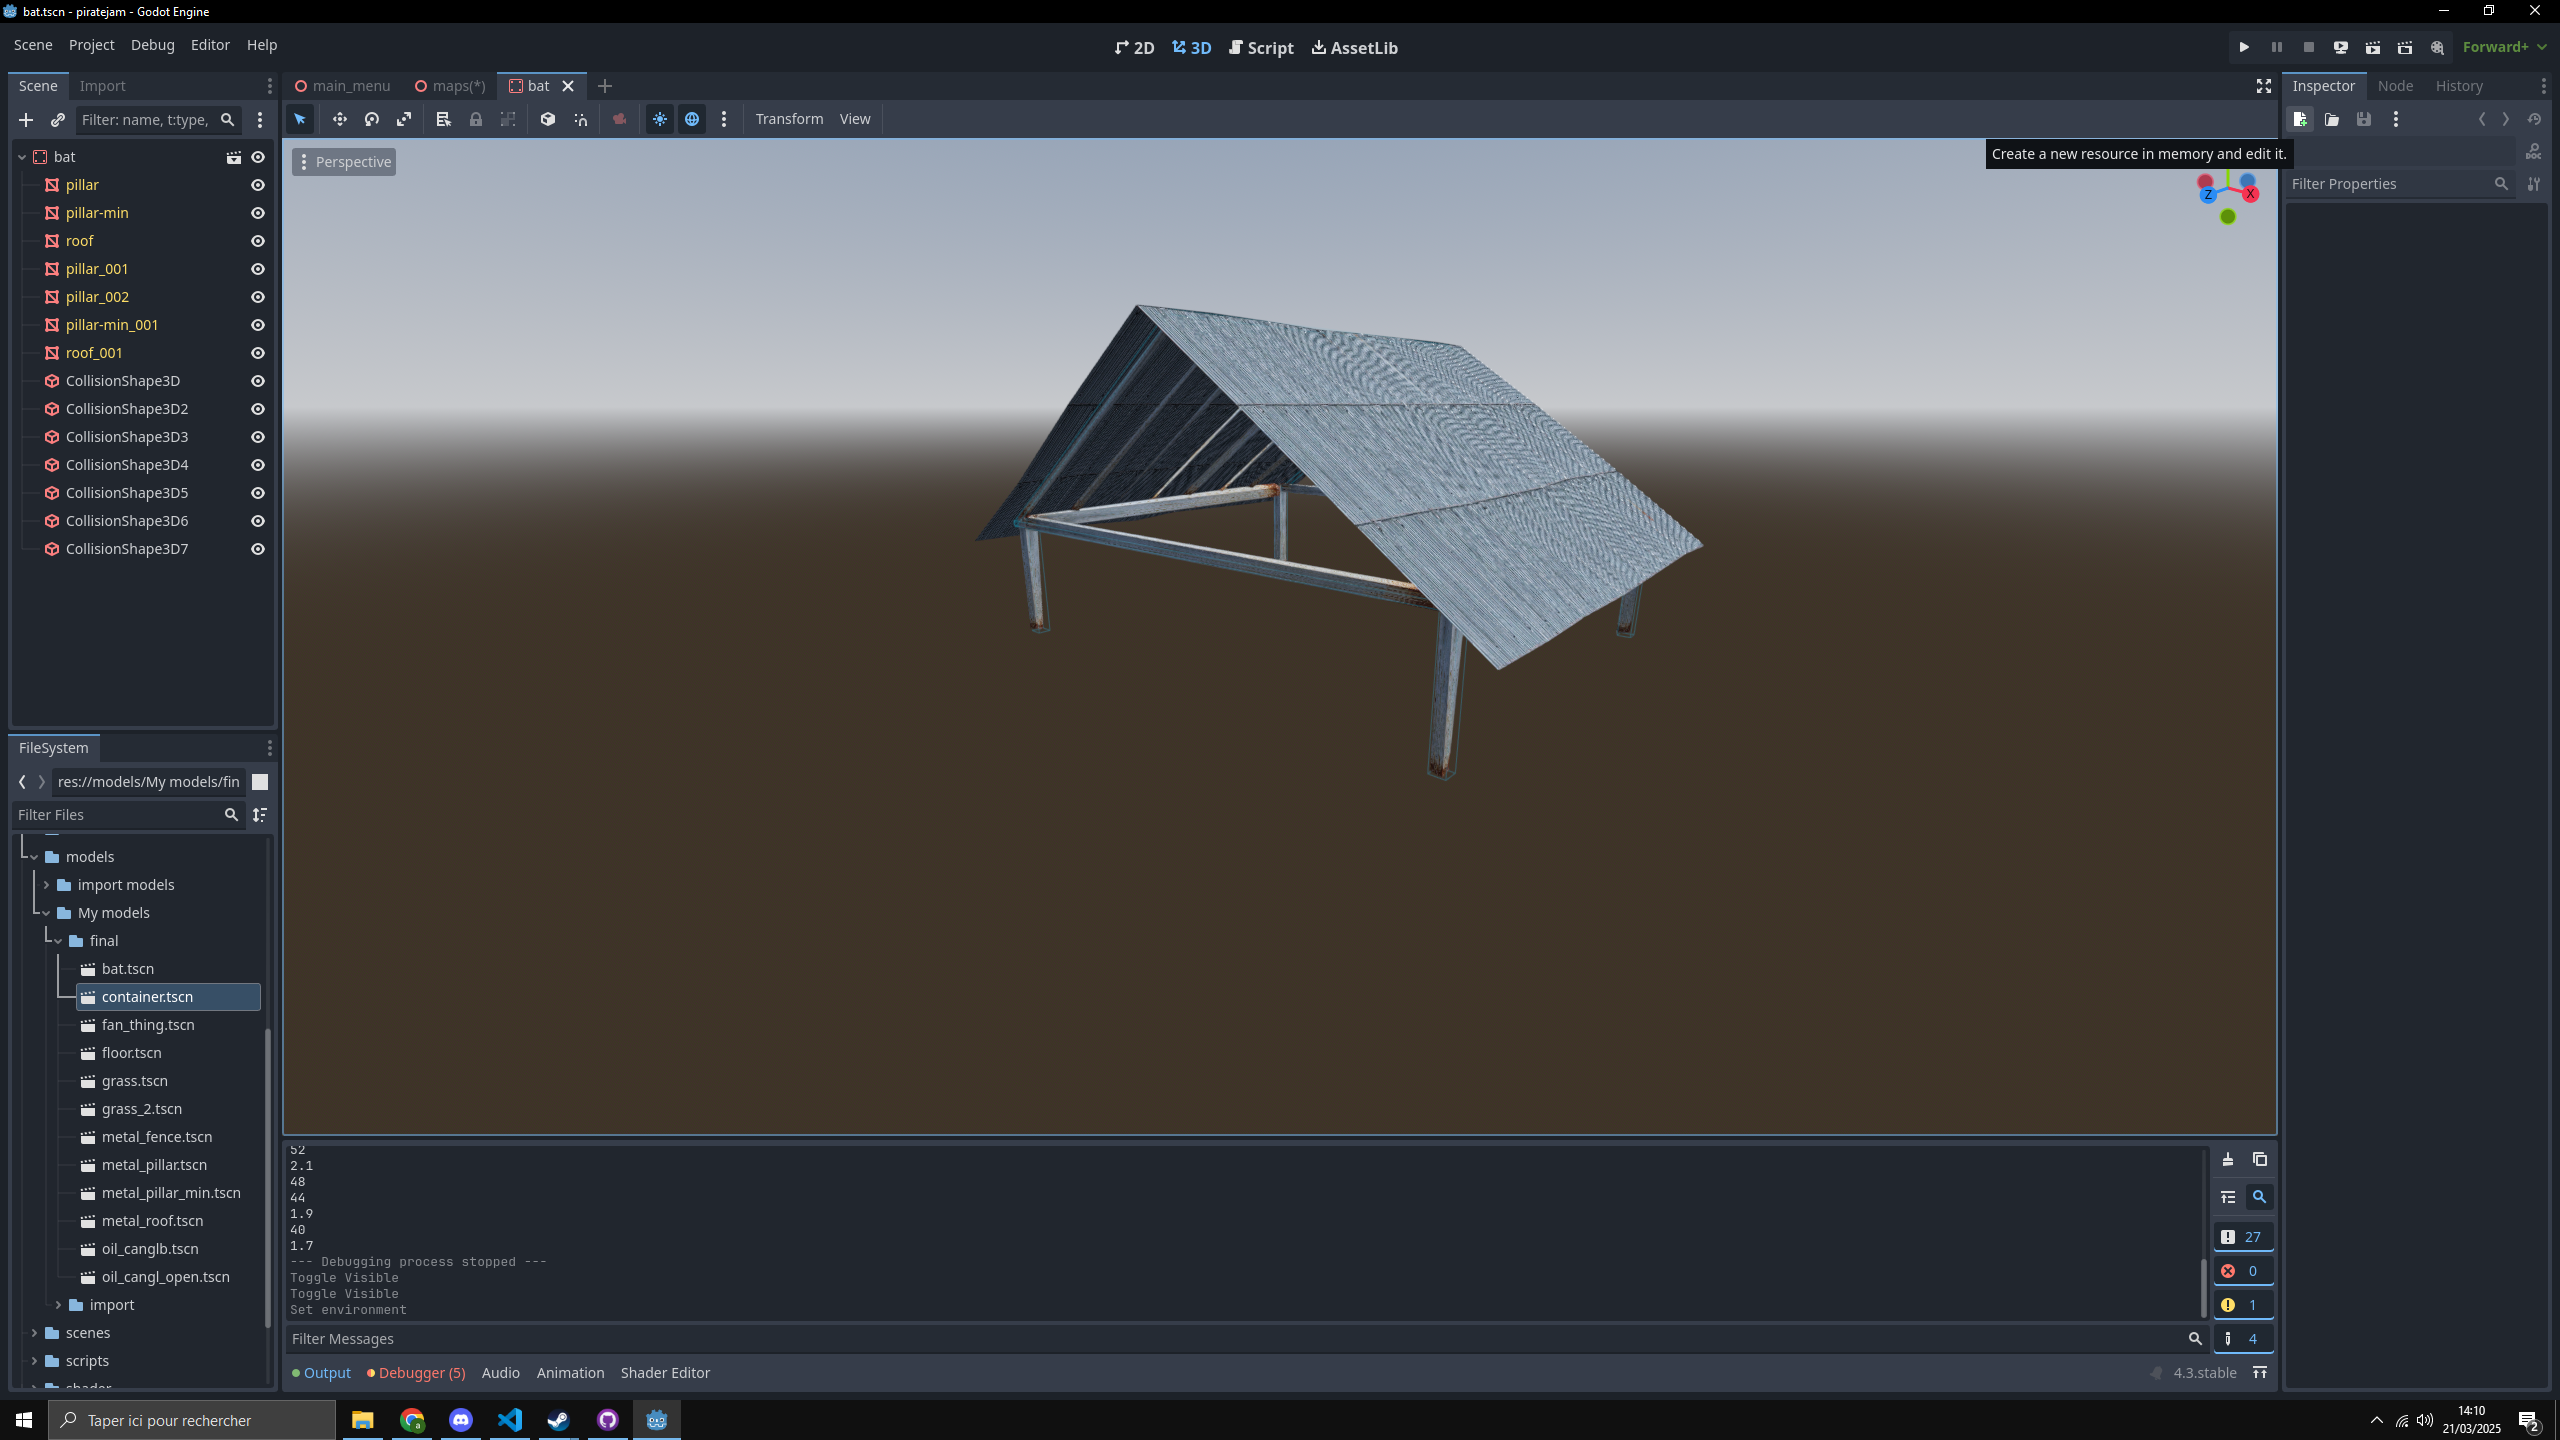 bat.tscn - piratejam - Godot Engine
Scene Project Debug Editor Help
2D 3D Script AssetLib
Forward+
Scene Import
main_menu maps(*) bat
Inspector Node History
Filter: name, t:type,
Transform View
Perspective
Create a new resource in memory and edit it.
Filter Properties
Z X
bat
pillar
pillar-min
roof
pillar_001
pillar_002
pillar-min_001
roof_001
CollisionShape3D
CollisionShape3D2
CollisionShape3D3
CollisionShape3D4
CollisionShape3D5
CollisionShape3D6
CollisionShape3D7
FileSystem
res://models/My models/fin
Filter Files
models
import models
My models
final
bat.tscn
container.tscn
fan_thing.tscn
floor.tscn
grass.tscn
grass_2.tscn
metal_fence.tscn
metal_pillar.tscn
metal_pillar_min.tscn
metal_roof.tscn
oil_canglb.tscn
oil_cangl_open.tscn
import
scenes
scripts
shader
52
2.1
48
44
1.9
40
1.7
--- Debugging process stopped ---
Toggle Visible
Toggle Visible
Set environment
27
0
1
4
Filter Messages
Output Debugger (5) Audio Animation Shader Editor
4.3.stable
Taper ici pour rechercher
14:10
21/03/2025
2